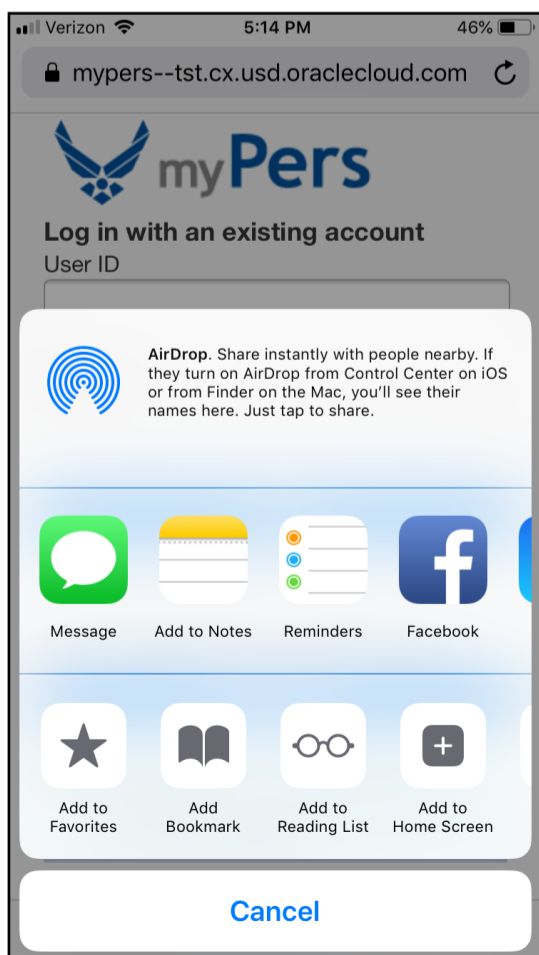 Verizon 5:14 PM 46%
mypers--tst.cx.usd.oraclecloud.com
myPers
Log in with an existing account
User ID
AirDrop. Share instantly with people nearby. If
they turn on AirDrop from Control Center on iOS
or from Finder on the Mac, you'll see their
names here. Just tap to share.
Message Add to Notes Reminders Facebook
Add to Add Add to Add to
Favorites Bookmark Reading List Home Screen
Cancel